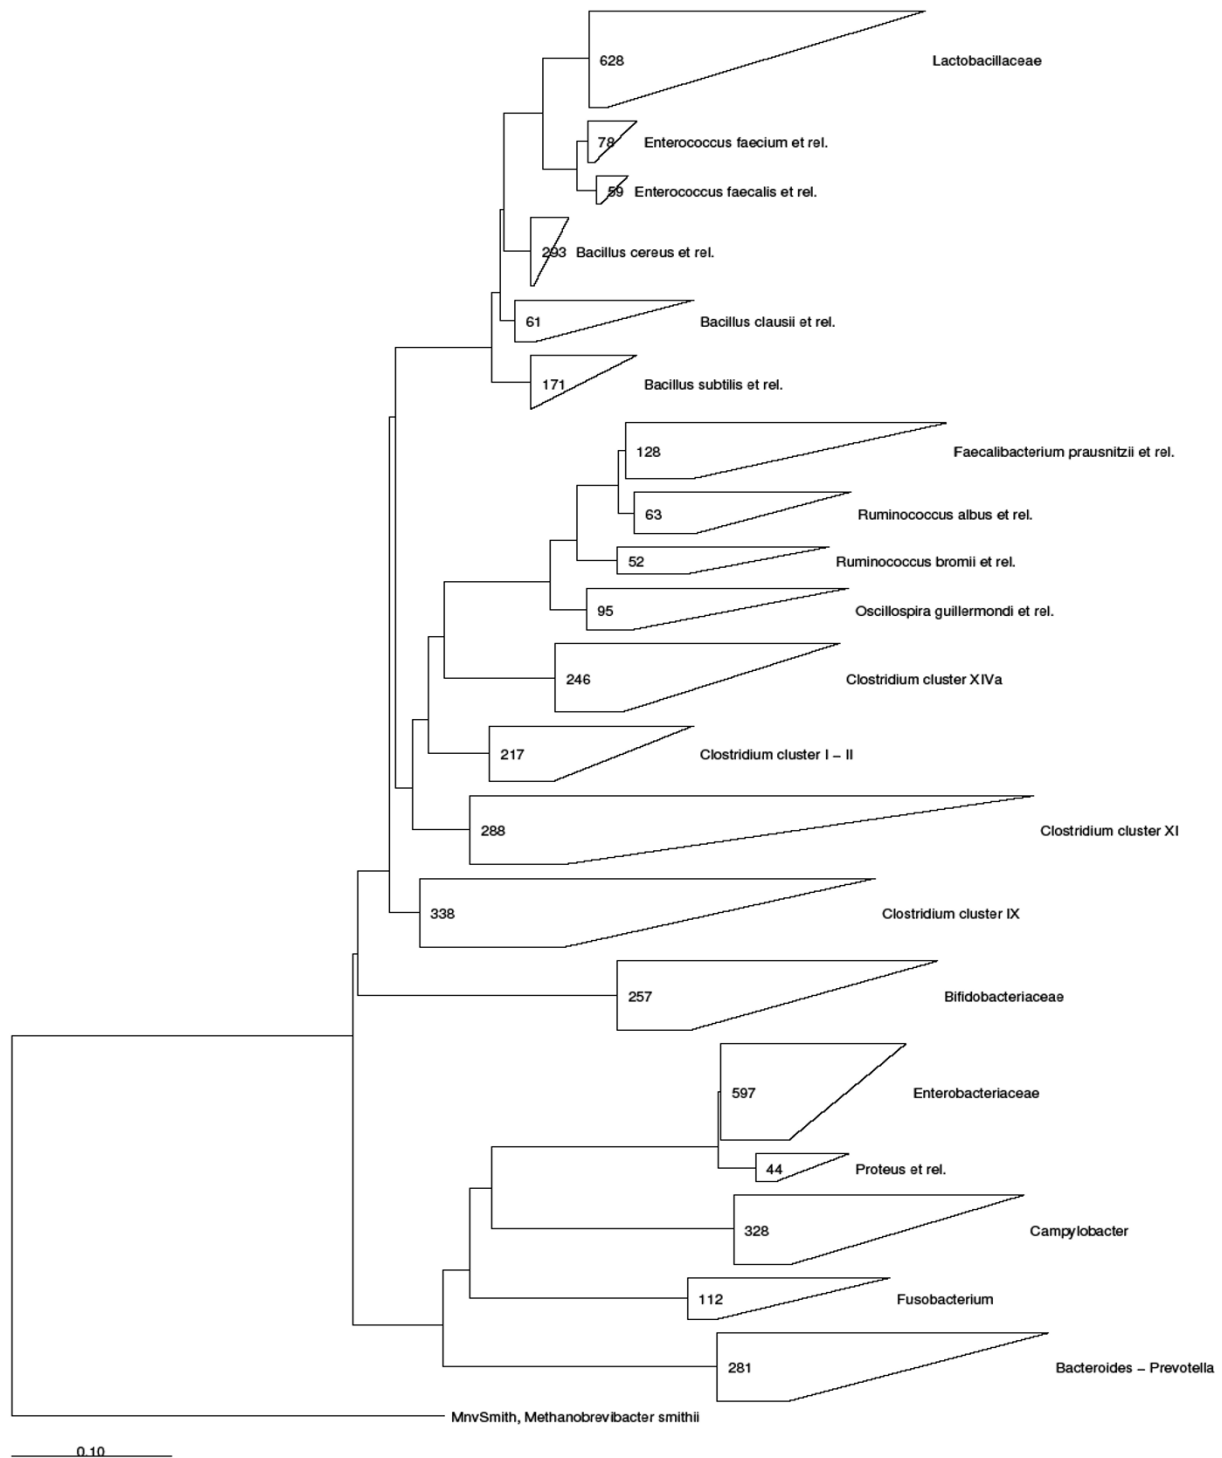 628 Lactobacillaceae
78 Enterococcus faecium et rel.
59 Enterococcus faecalis et rel.
293 Bacillus cereus et rel.
61 Bacillus clausii et rel.
171 Bacillus subtilis et rel.
128 Faecalibacterium prausnitzii et rel.
63 Ruminococcus albus et rel.
52 Ruminococcus bromii et rel.
95 Oscillospira guillermondi et rel.
246 Clostridium cluster XIVa
217 Clostridium cluster I – II
288 Clostridium cluster XI
338 Clostridium cluster IX
257 Bifidobacteriaceae
597 Enterobacteriaceae
44 Proteus et rel.
328 Campylobacter
112 Fusobacterium
281 Bacteroides – Prevotella
MnvSmith, Methanobrevibacter smithii
0.10